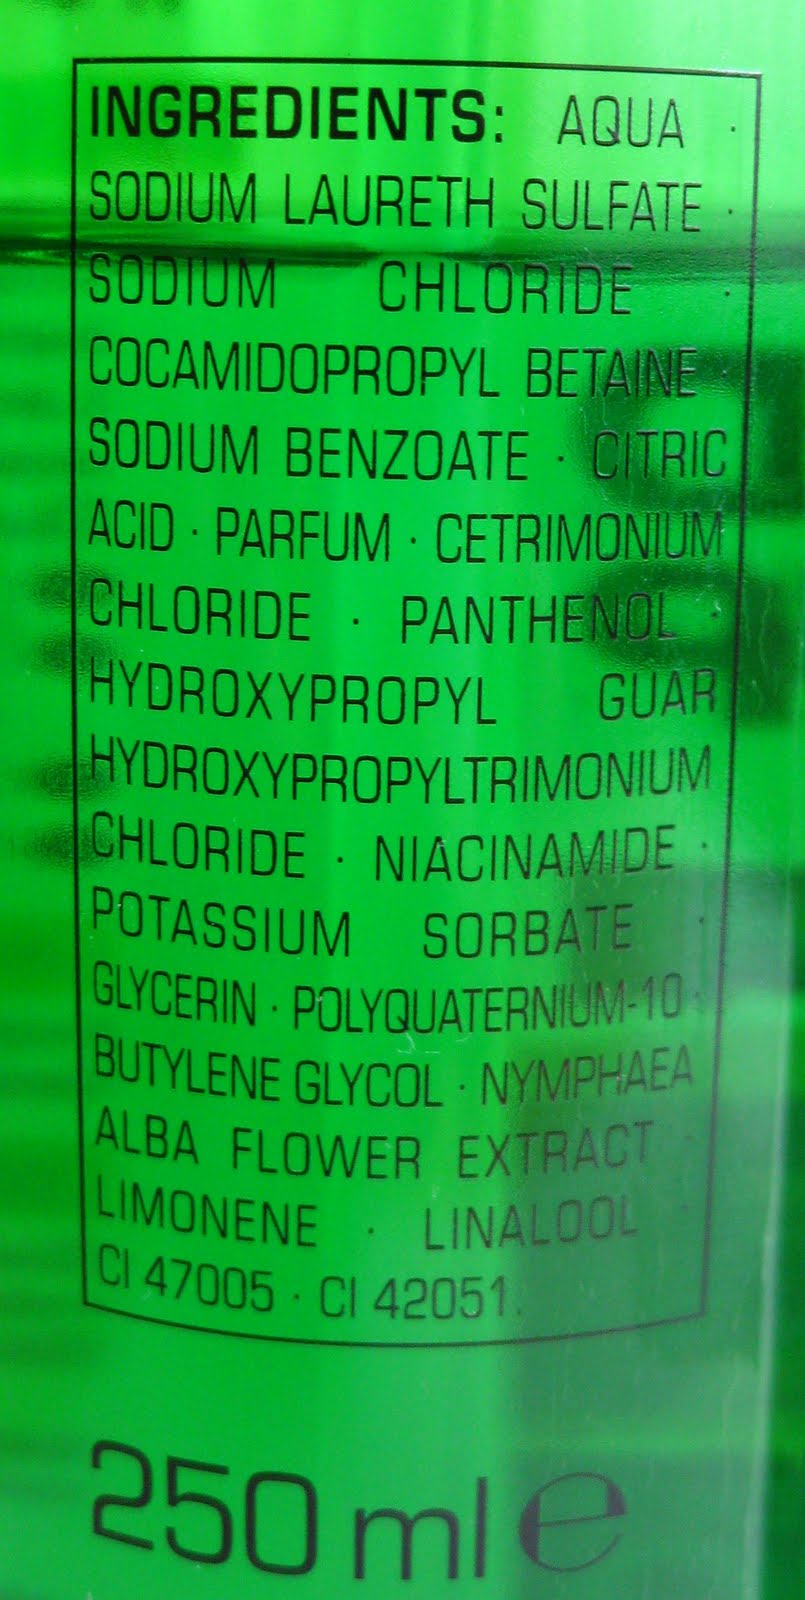 INGREDIENTS: AQUA ·
SODIUM LAURETH SULFATE ·
SODIUM CHLORIDE ·
COCAMIDOPROPYL BETAINE ·
SODIUM BENZOATE · CITRIC
ACID · PARFUM · CETRIMONIUM
CHLORIDE · PANTHENOL ·
HYDROXYPROPYL GUAR
HYDROXYPROPYLTRIMONIUM
CHLORIDE · NIACINAMIDE ·
POTASSIUM SORBATE ·
GLYCERIN · POLYQUATERNIUM-10 ·
BUTYLENE GLYCOL · NYMPHAEA
ALBA FLOWER EXTRACT ·
LIMONENE · LINALOOL ·
CI 47005 · CI 42051.
250 ml e